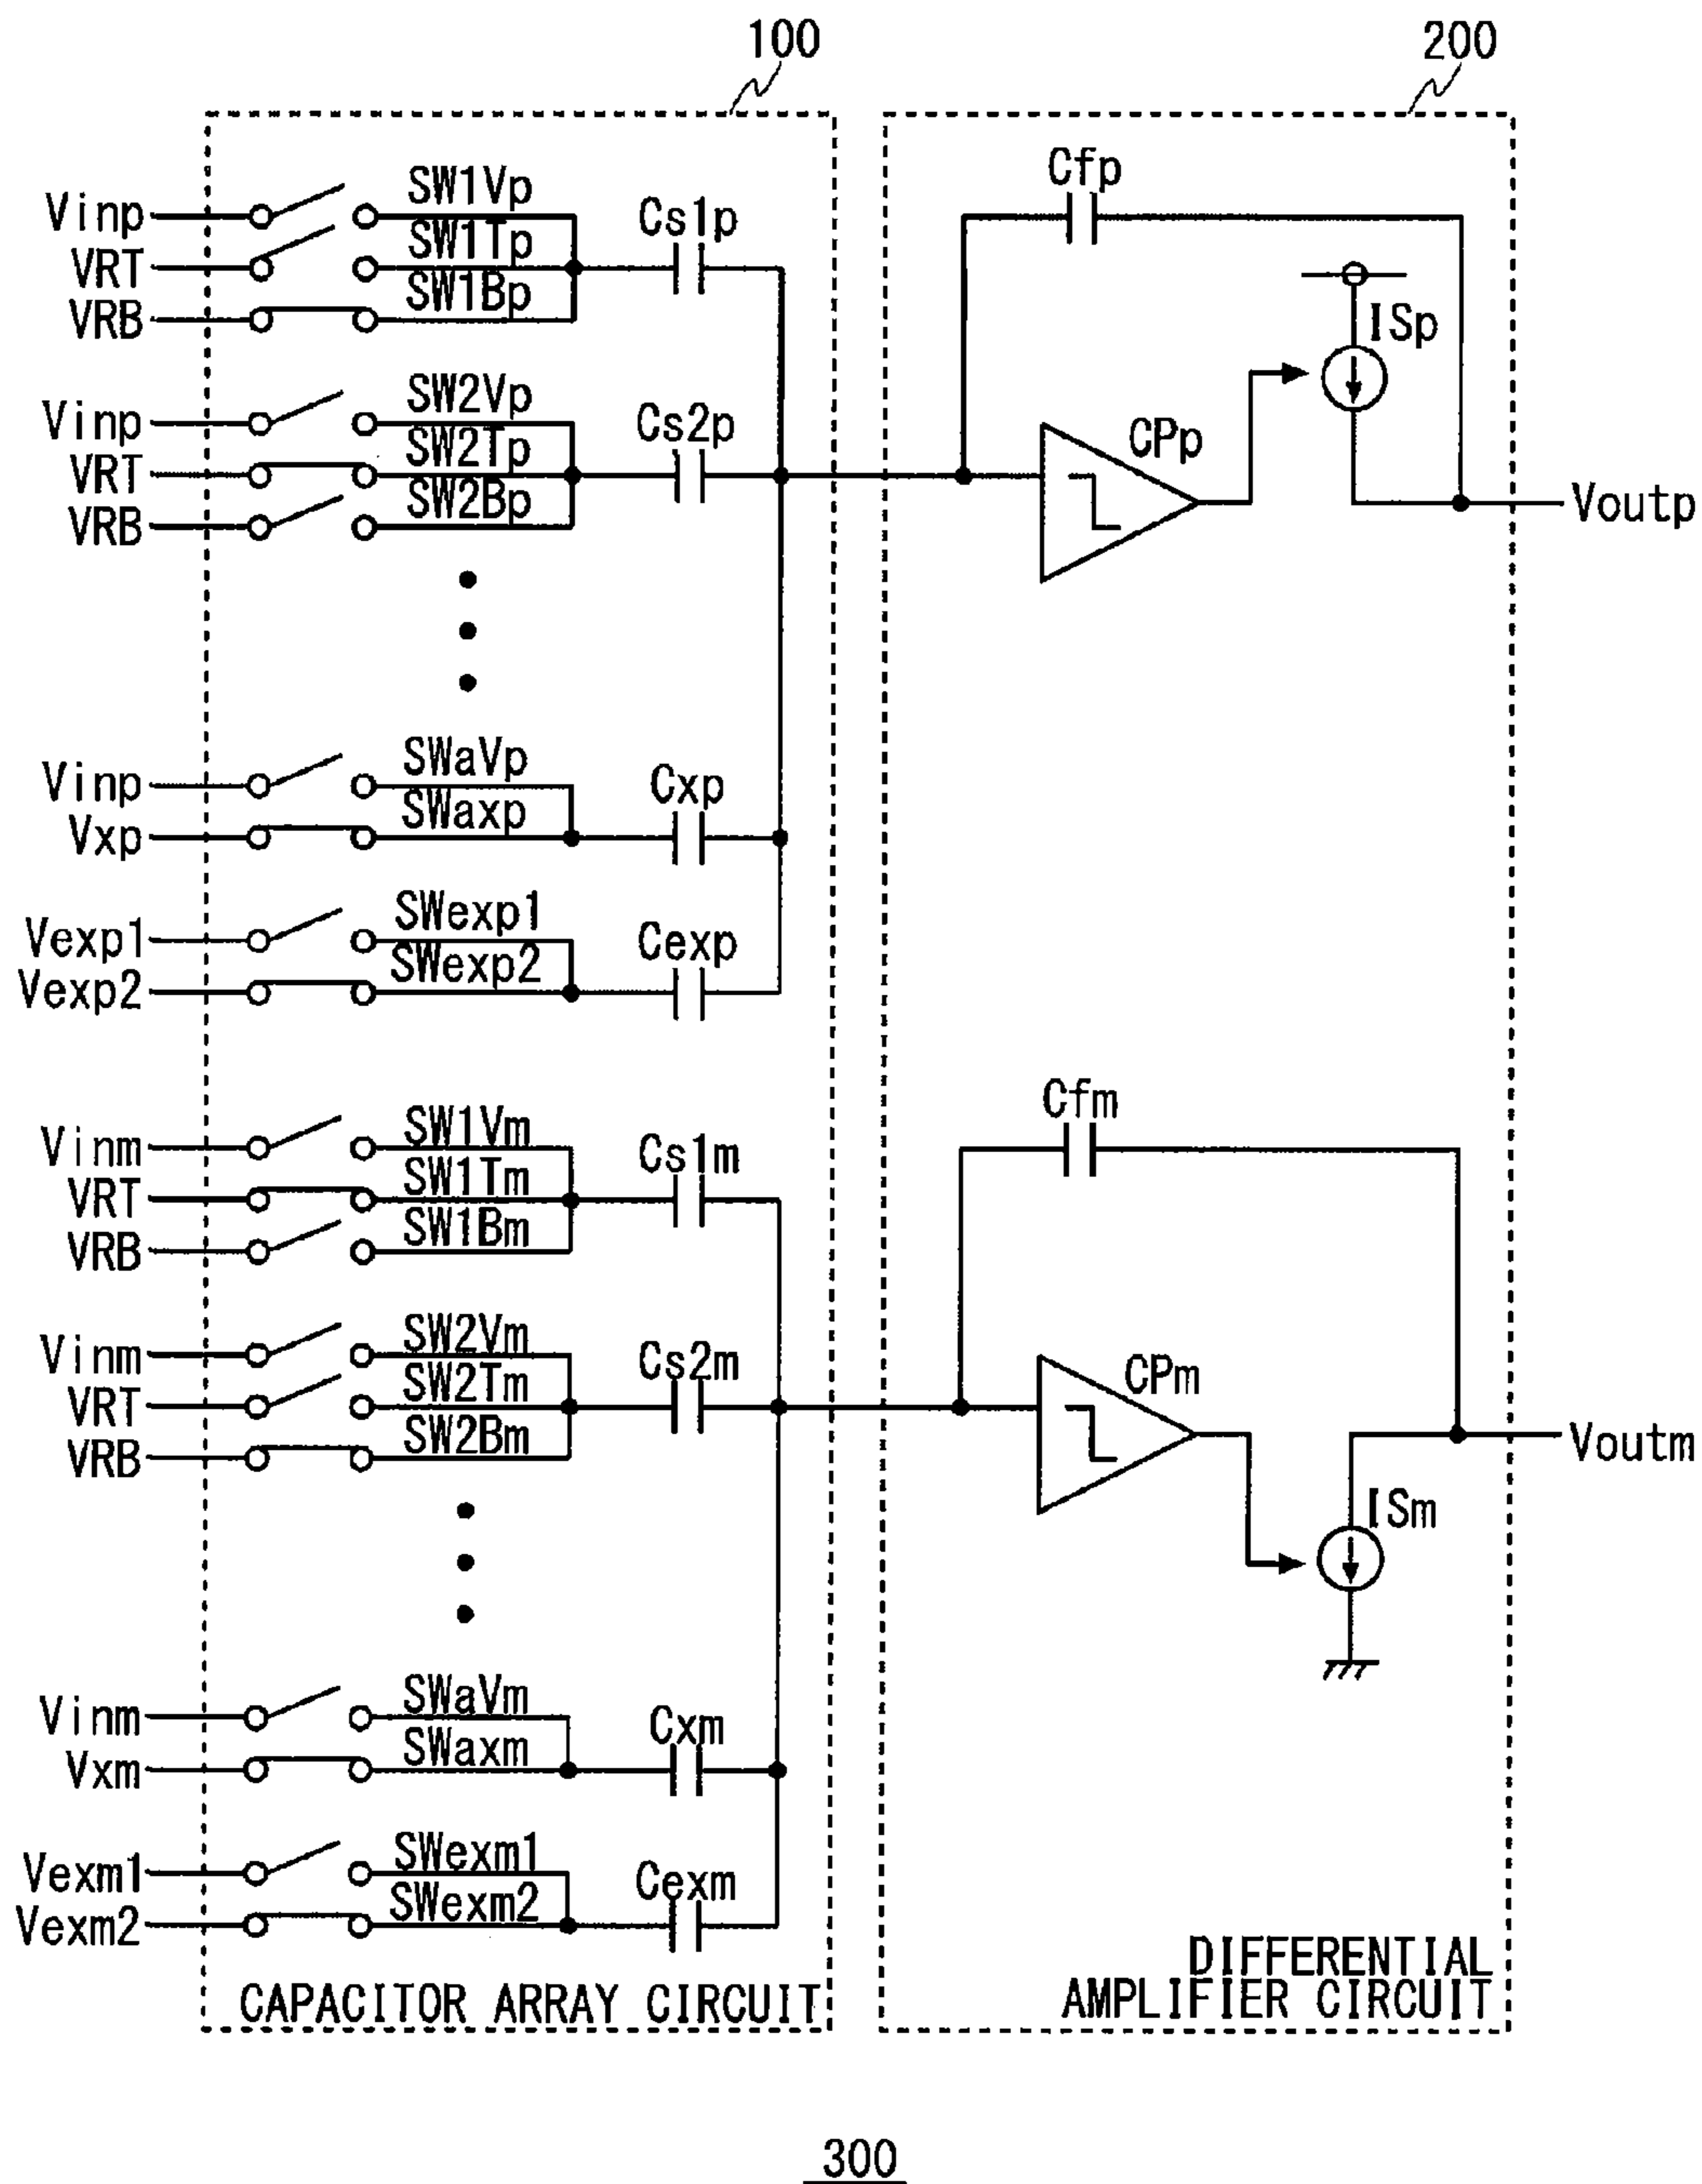 100
200
Vinp
SW1Vp
VRT
SW1Tp
VRB
SW1Bp
Cs1p
Cfp
ISp
Vinp
SW2Vp
VRT
SW2Tp
VRB
SW2Bp
Cs2p
CPp
Voutp
Vinp
SWaVp
Vxp
SWaxp
Cxp
Vexp1
SWexp1
Vexp2
SWexp2
Cexp
Vinm
SW1Vm
VRT
SW1Tm
VRB
SW1Bm
Cs1m
Cfm
Vinm
SW2Vm
VRT
SW2Tm
VRB
SW2Bm
Cs2m
CPm
Voutm
ISm
Vinm
SWaVm
Vxm
SWaxm
Cxm
Vexm1
SWexm1
Vexm2
SWexm2
Cexm
CAPACITOR ARRAY CIRCUIT
DIFFERENTIAL
AMPLIFIER CIRCUIT
300